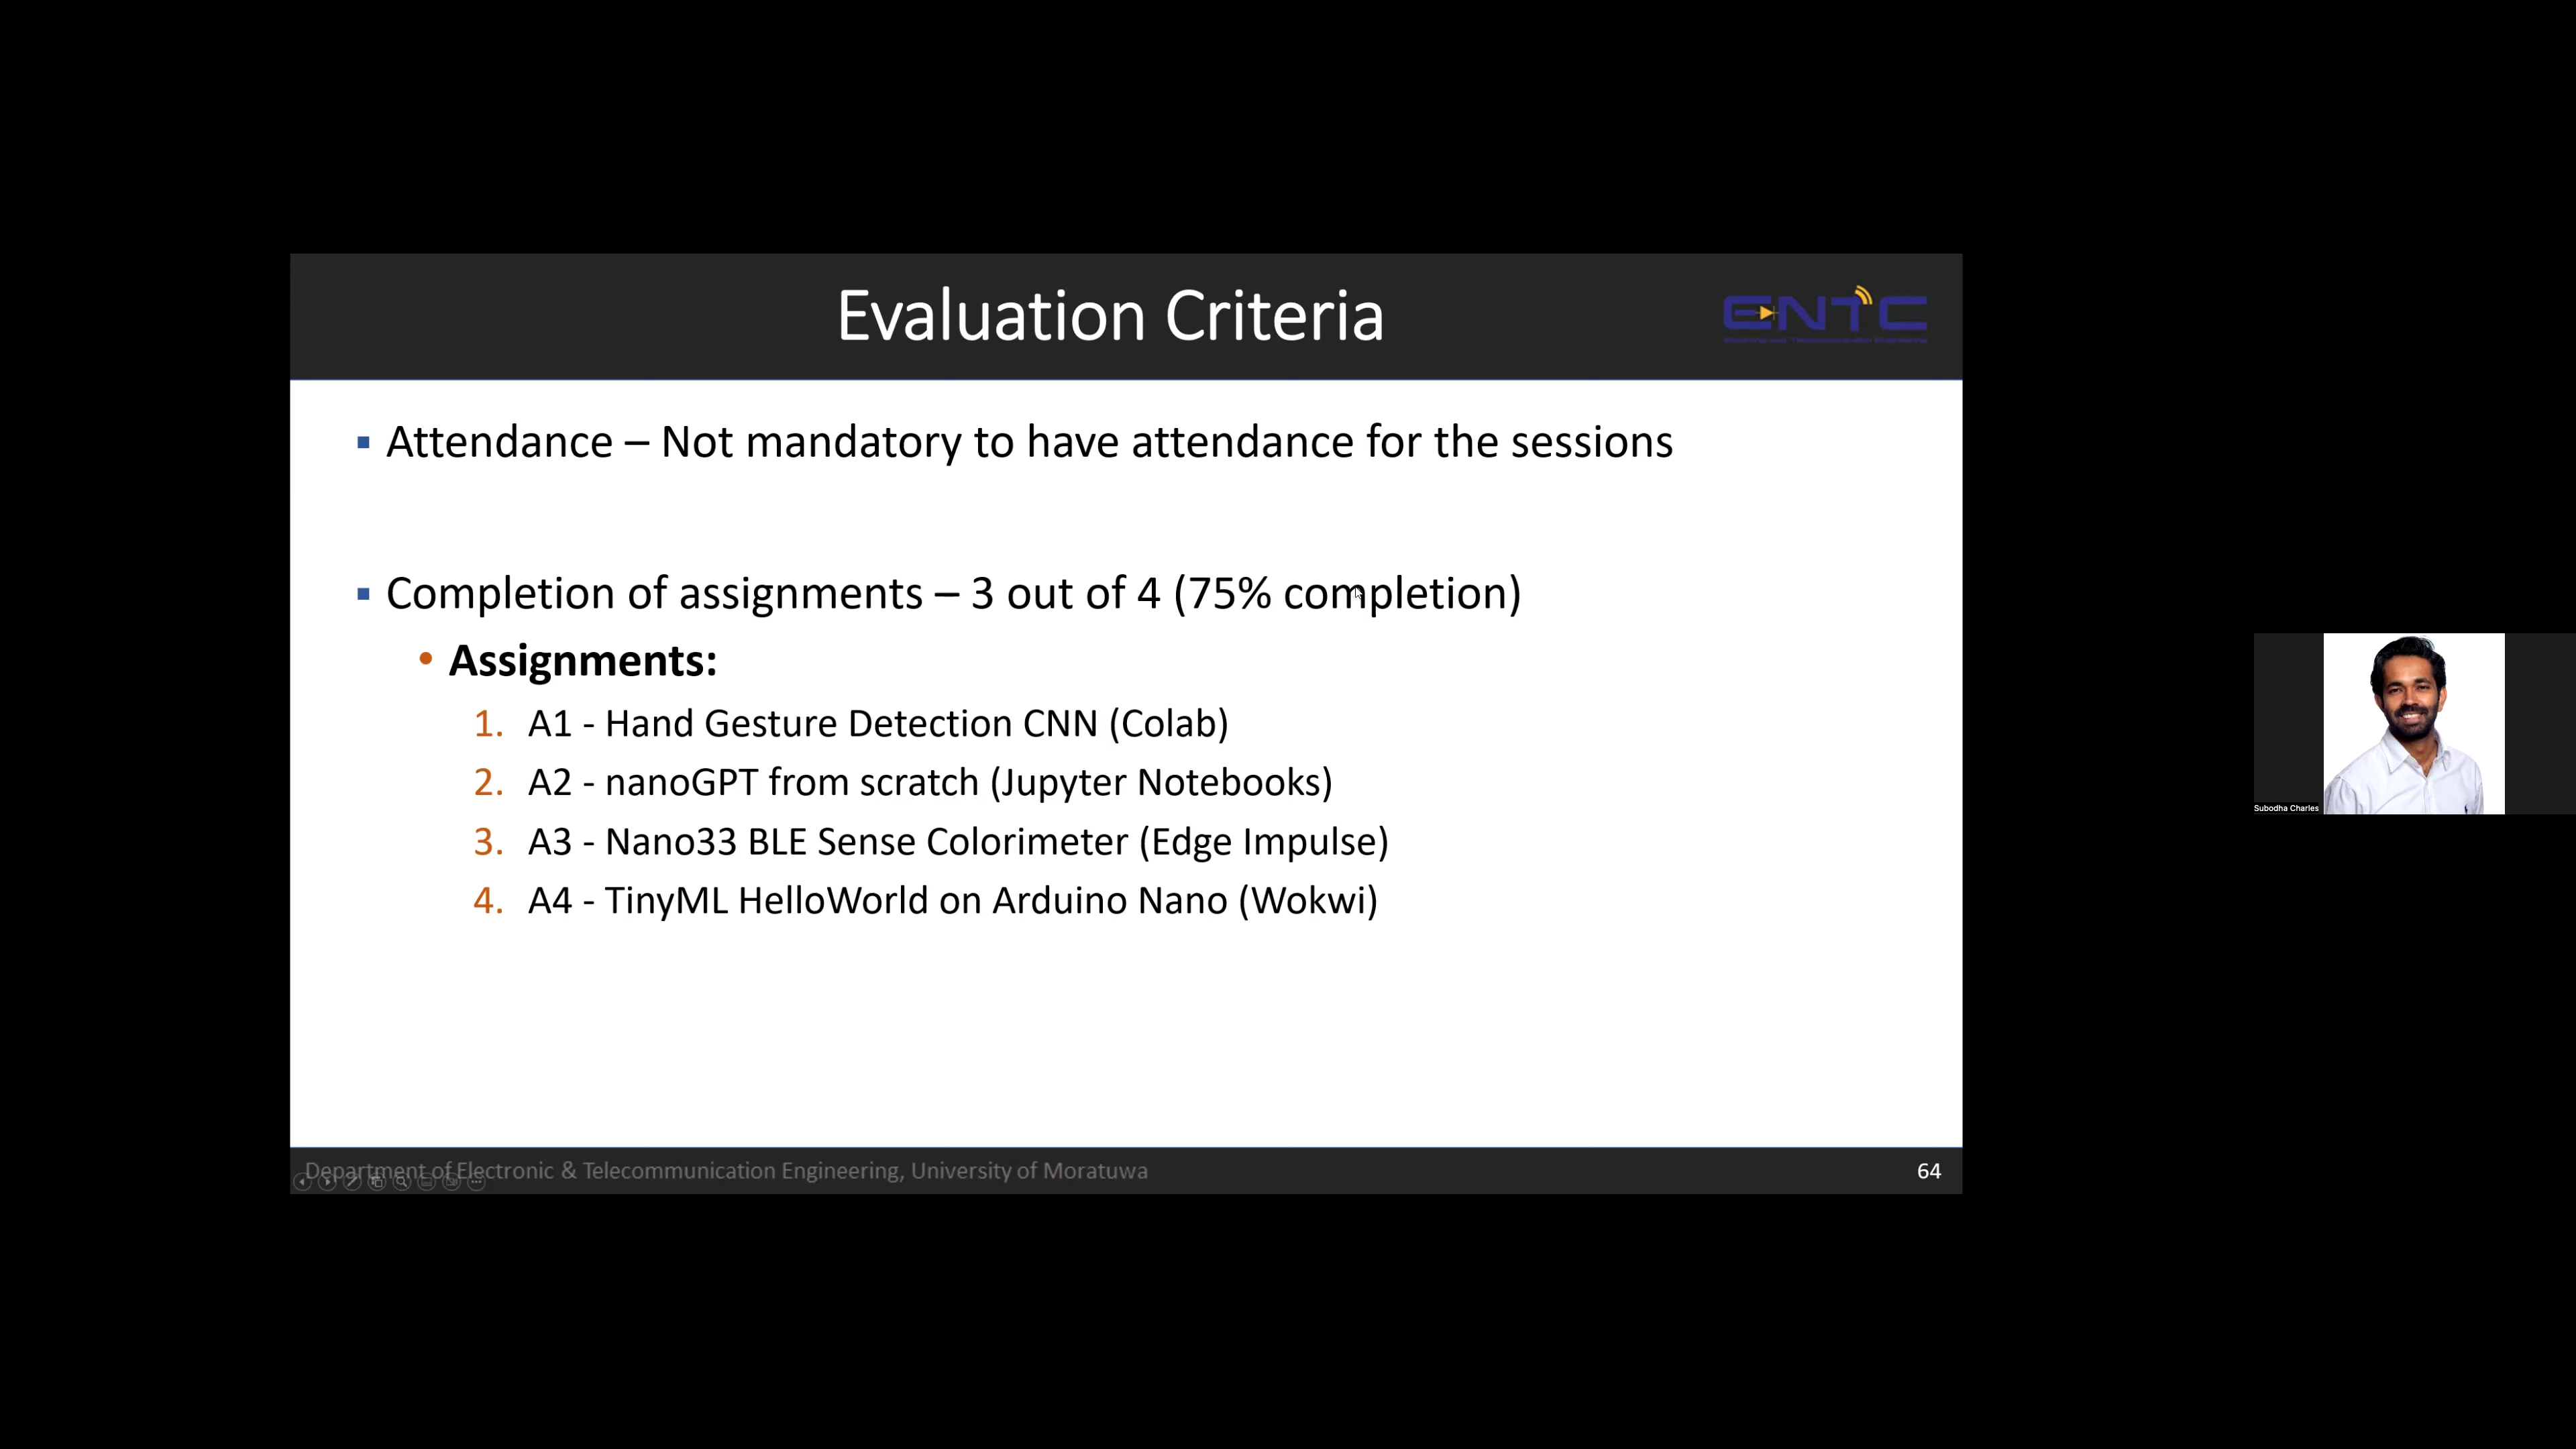 Evaluation Criteria
ENTC
Attendance – Not mandatory to have attendance for the sessions
Completion of assignments – 3 out of 4 (75% completion)
Assignments:
1. A1 - Hand Gesture Detection CNN (Colab)
2. A2 - nanoGPT from scratch (Jupyter Notebooks)
3. A3 - Nano33 BLE Sense Colorimeter (Edge Impulse)
4. A4 - TinyML HelloWorld on Arduino Nano (Wokwi)
Subodha Charles
Department of Electronic & Telecommunication Engineering, University of Moratuwa
64